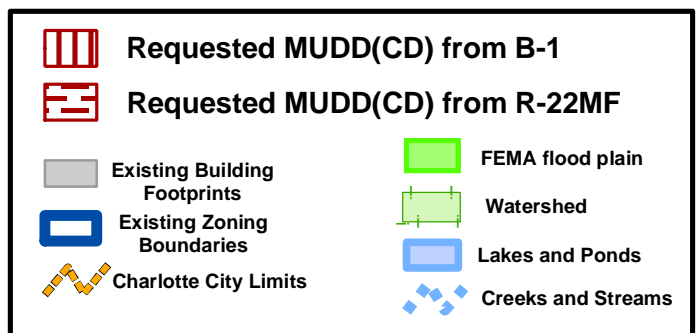 Requested MUDD(CD) from B-1
Requested MUDD(CD) from R-22MF
Existing Building
Footprints
Existing Zoning
Boundaries
Charlotte City Limits
FEMA flood plain
Watershed
Lakes and Ponds
Creeks and Streams